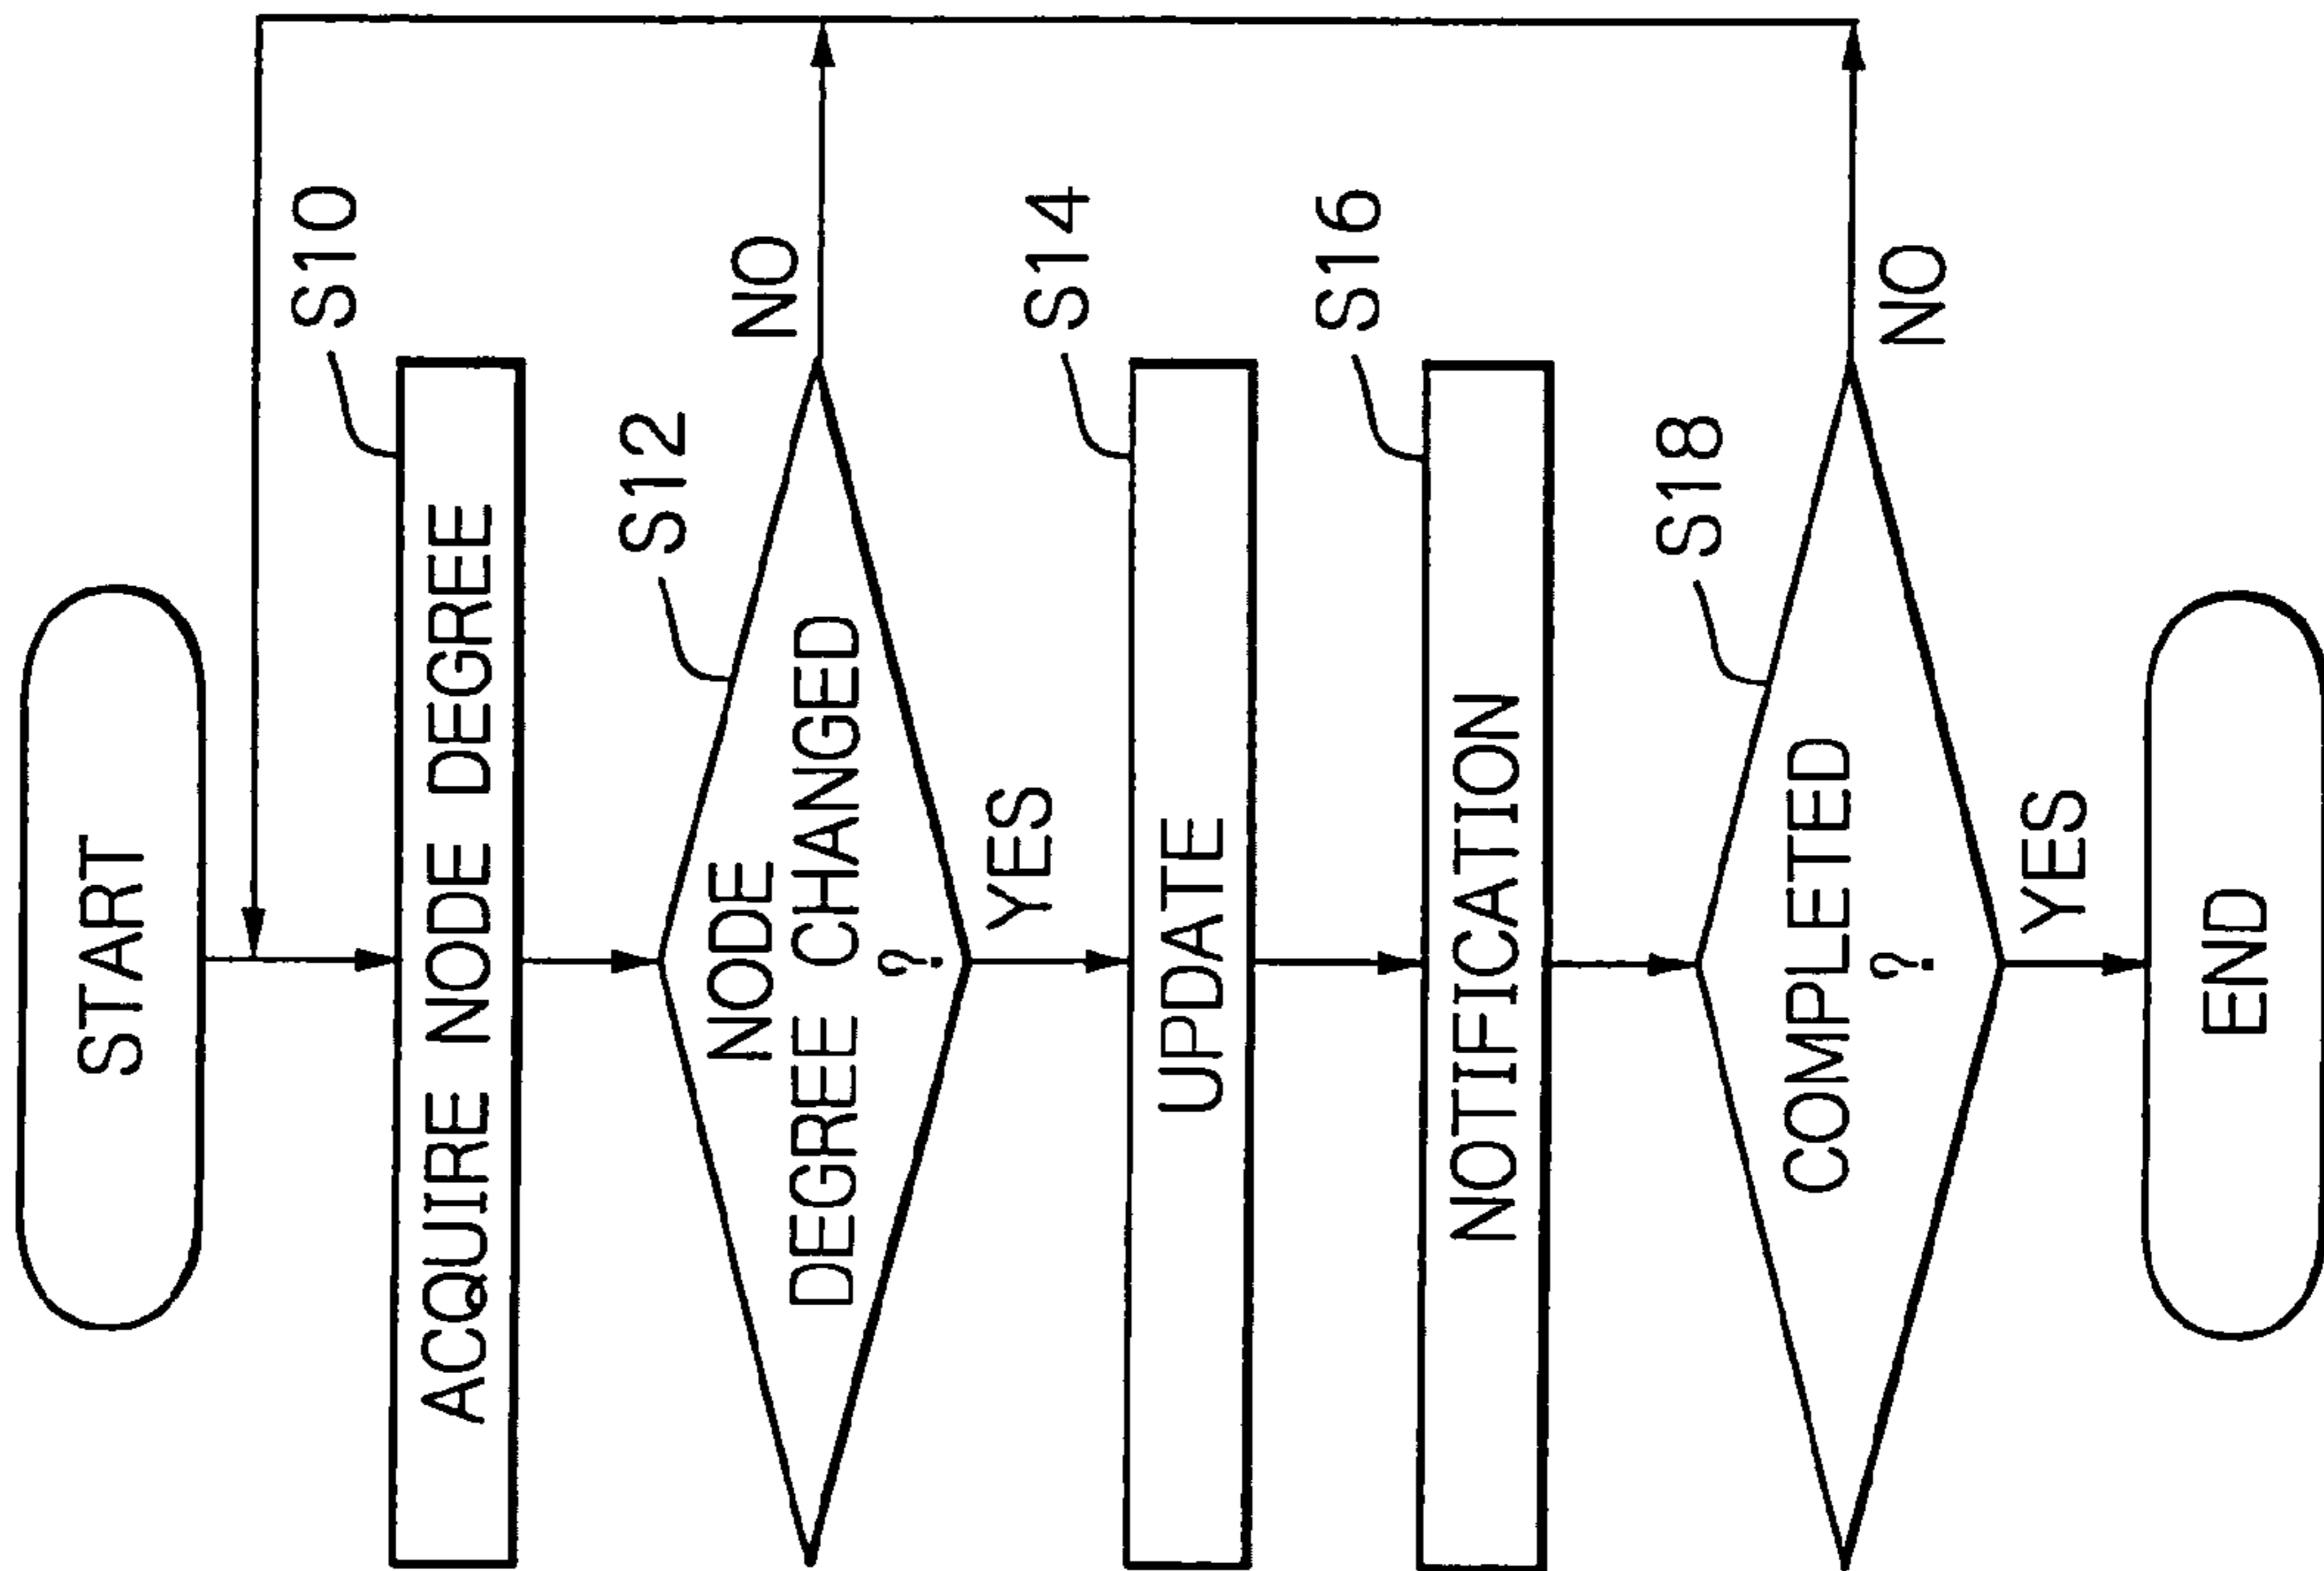 START
S10
ACQUIRE NODE DEGREE
S12
NODE
DEGREE CHANGED
?
NO
YES
S14
UPDATE
S16
NOTIFICATION
S18
COMPLETED
?
NO
YES
END